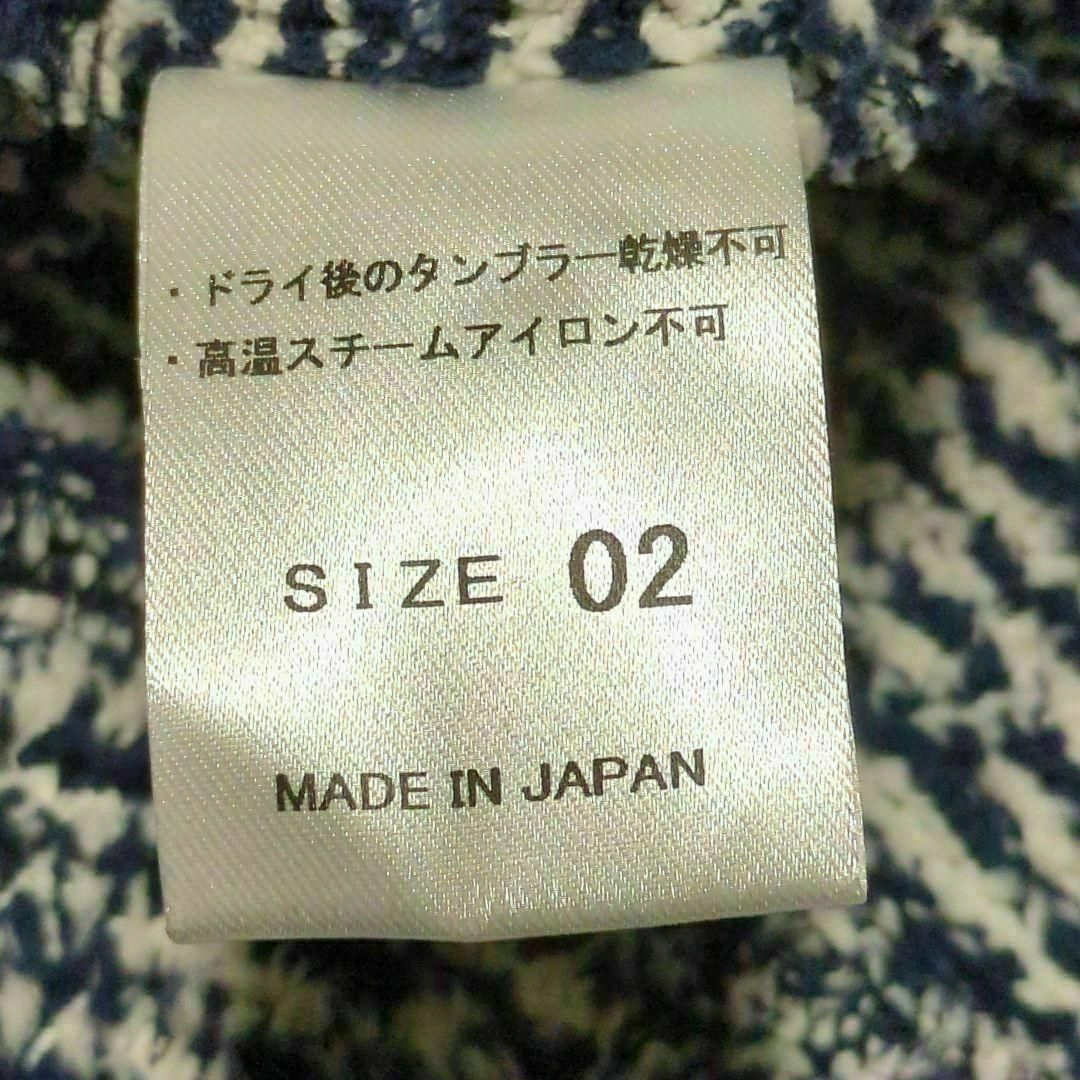 ・ドライ後のタンブラー乾燥不可
・高温スチームアイロン不可
SIZE 02
MADE IN JAPAN